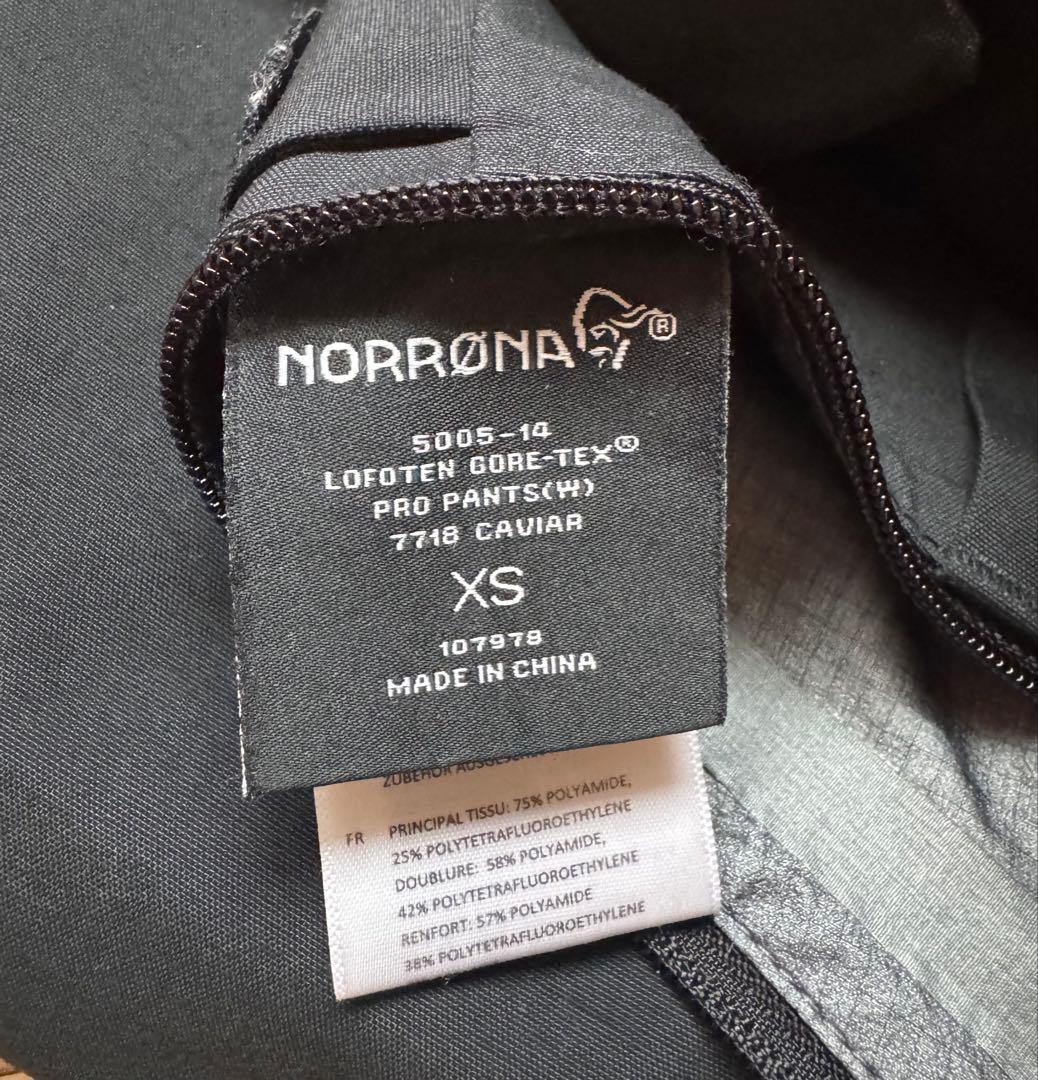 NORRØNA®
5005-14
LOFOTEN GORE-TEX®
PRO PANTS(W)
7718 CAVIAR
XS
107978
MADE IN CHINA
ZUBEHÖR
FR PRINCIPAL TISSU: 75% POLYAMIDE,
25% POLYTETRAFLUOROETHYLENE
DOUBLURE: 58% POLYAMIDE,
42% POLYTETRAFLUOROETHYLENE
RENFORT: 57% POLYAMIDE
38% POLYTETRAFLUOROETHYLENE